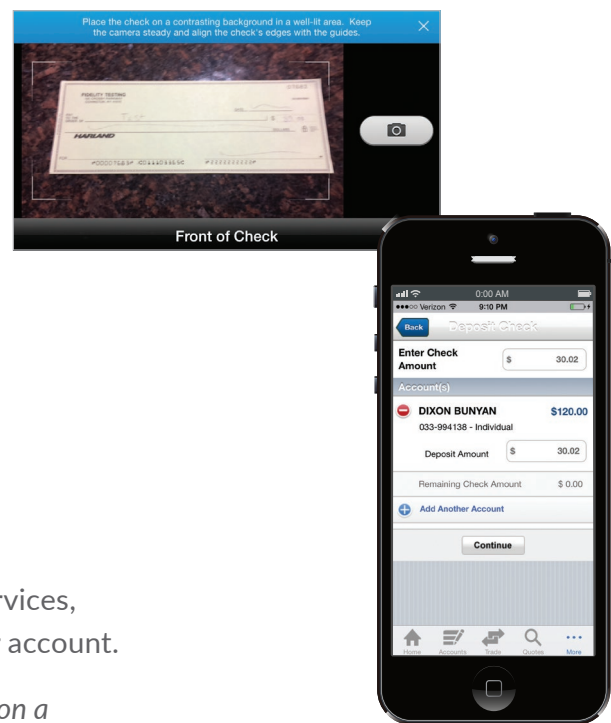 Place the check on a contrasting background in a well-lit area. Keep
the camera steady and align the check's edges with the guides.
FIDELITY TESTING
HARLAND
Front of Check
0:00 AM
Verizon 9:10 PM
Back Deposit Check
Enter Check
Amount
$ 30.02
Account(s)
DIXON BUNYAN $120.00
033-994138 - Individual
Deposit Amount $ 30.02
Remaining Check Amount $ 0.00
Add Another Account
Continue
Home Accounts Trade Quotes More
rvices,
account.
on a